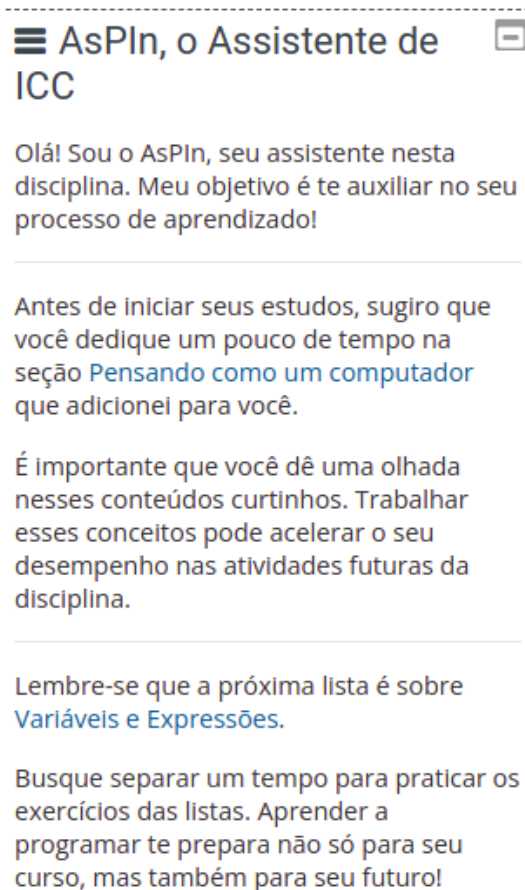 AsPIn, o Assistente de
ICC
Olá! Sou o AsPIn, seu assistente nesta
disciplina. Meu objetivo é te auxiliar no seu
processo de aprendizado!
Antes de iniciar seus estudos, sugiro que
você dedique um pouco de tempo na
seção Pensando como um computador
que adicionei para você.
É importante que você dê uma olhada
nesses conteúdos curtinhos. Trabalhar
esses conceitos pode acelerar o seu
desempenho nas atividades futuras da
disciplina.
Lembre-se que a próxima lista é sobre
Variáveis e Expressões.
Busque separar um tempo para praticar os
exercícios das listas. Aprender a
programar te prepara não só para seu
curso, mas também para seu futuro!